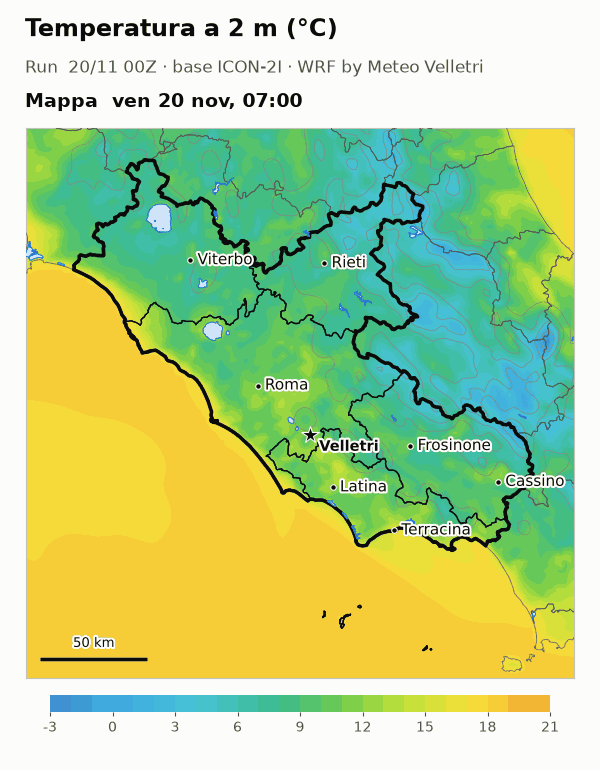 Temperatura a 2 m (°C)
Run  20/11 00Z · base ICON-2I · WRF by Meteo Velletri
Mappa  ven 20 nov, 07:00
Viterbo
Rieti
Roma
Velletri
Frosinone
Latina
Cassino
Terracina
50 km
-3 0 3 6 9 12 15 18 21